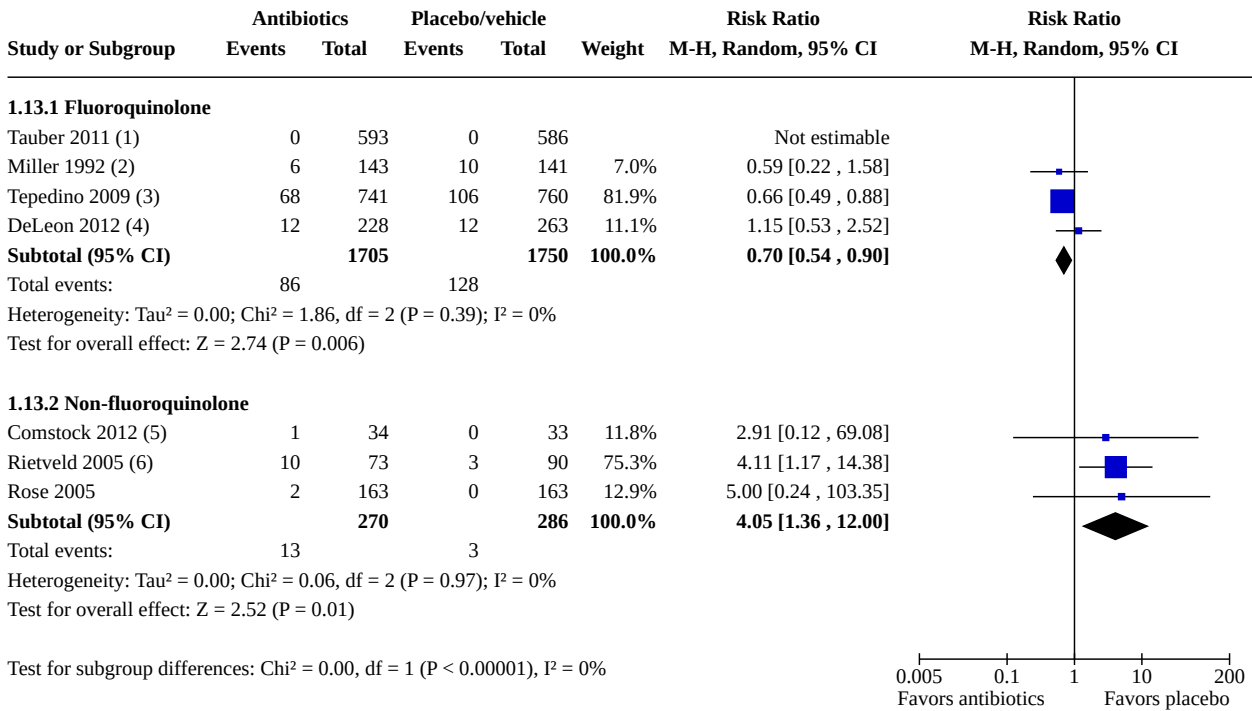 Antibiotics Placebo/vehicle Risk Ratio Risk Ratio
Study or Subgroup Events Total Events Total Weight M-H, Random, 95% CI M-H, Random, 95% CI
1.13.1 Fluoroquinolone
Tauber 2011 (1) 0 593 0 586 Not estimable
Miller 1992 (2) 6 143 10 141 7.0% 0.59 [0.22 , 1.58]
Tepedino 2009 (3) 68 741 106 760 81.9% 0.66 [0.49 , 0.88]
DeLeon 2012 (4) 12 228 12 263 11.1% 1.15 [0.53 , 2.52]
Subtotal (95% CI) 1705 1750 100.0% 0.70 [0.54 , 0.90]
Total events: 86 128
Heterogeneity: Tau² = 0.00; Chi² = 1.86, df = 2 (P = 0.39); I² = 0%
Test for overall effect: Z = 2.74 (P = 0.006)
1.13.2 Non-fluoroquinolone
Comstock 2012 (5) 1 34 0 33 11.8% 2.91 [0.12 , 69.08]
Rietveld 2005 (6) 10 73 3 90 75.3% 4.11 [1.17 , 14.38]
Rose 2005 2 163 0 163 12.9% 5.00 [0.24 , 103.35]
Subtotal (95% CI) 270 286 100.0% 4.05 [1.36 , 12.00]
Total events: 13 3
Heterogeneity: Tau² = 0.00; Chi² = 0.06, df = 2 (P = 0.97); I² = 0%
Test for overall effect: Z = 2.52 (P = 0.01)
Test for subgroup differences: Chi² = 0.00, df = 1 (P < 0.00001), I² = 0%
0.005 0.1 1 10 200
Favors antibiotics Favors placebo